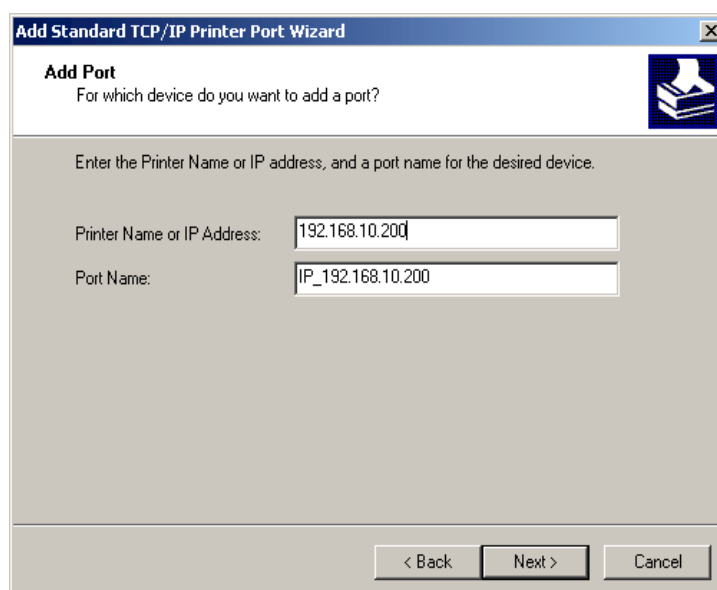 Add Standard TCP/IP Printer Port Wizard
Add Port
For which device do you want to add a port?
Enter the Printer Name or IP address, and a port name for the desired device.
Printer Name or IP Address: 192.168.10.200
Port Name: IP_192.168.10.200
< Back Next > Cancel